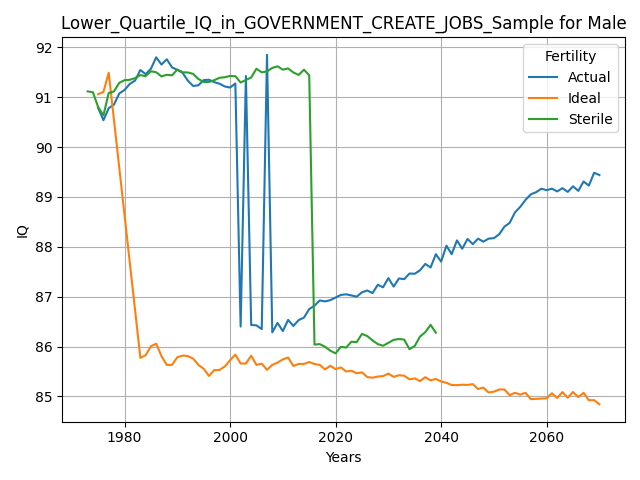 Lower_Quartile_IQ_in_GOVERNMENT_CREATE_JOBS_Sample for Male
Fertility
Actual
Ideal
Sterile
IQ
92
91
90
89
88
87
86
85
1980
2000
2020
2040
2060
Years